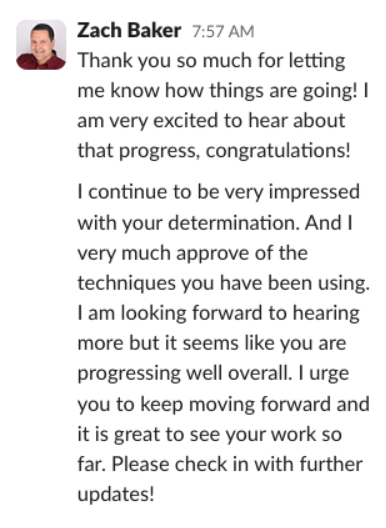 Zach Baker 7:57 AM
Thank you so much for letting
me know how things are going! I
am very excited to hear about
that progress, congratulations!
I continue to be very impressed
with your determination. And I
very much approve of the
techniques you have been using.
I am looking forward to hearing
more but it seems like you are
progressing well overall. I urge
you to keep moving forward and
it is great to see your work so
far. Please check in with further
updates!